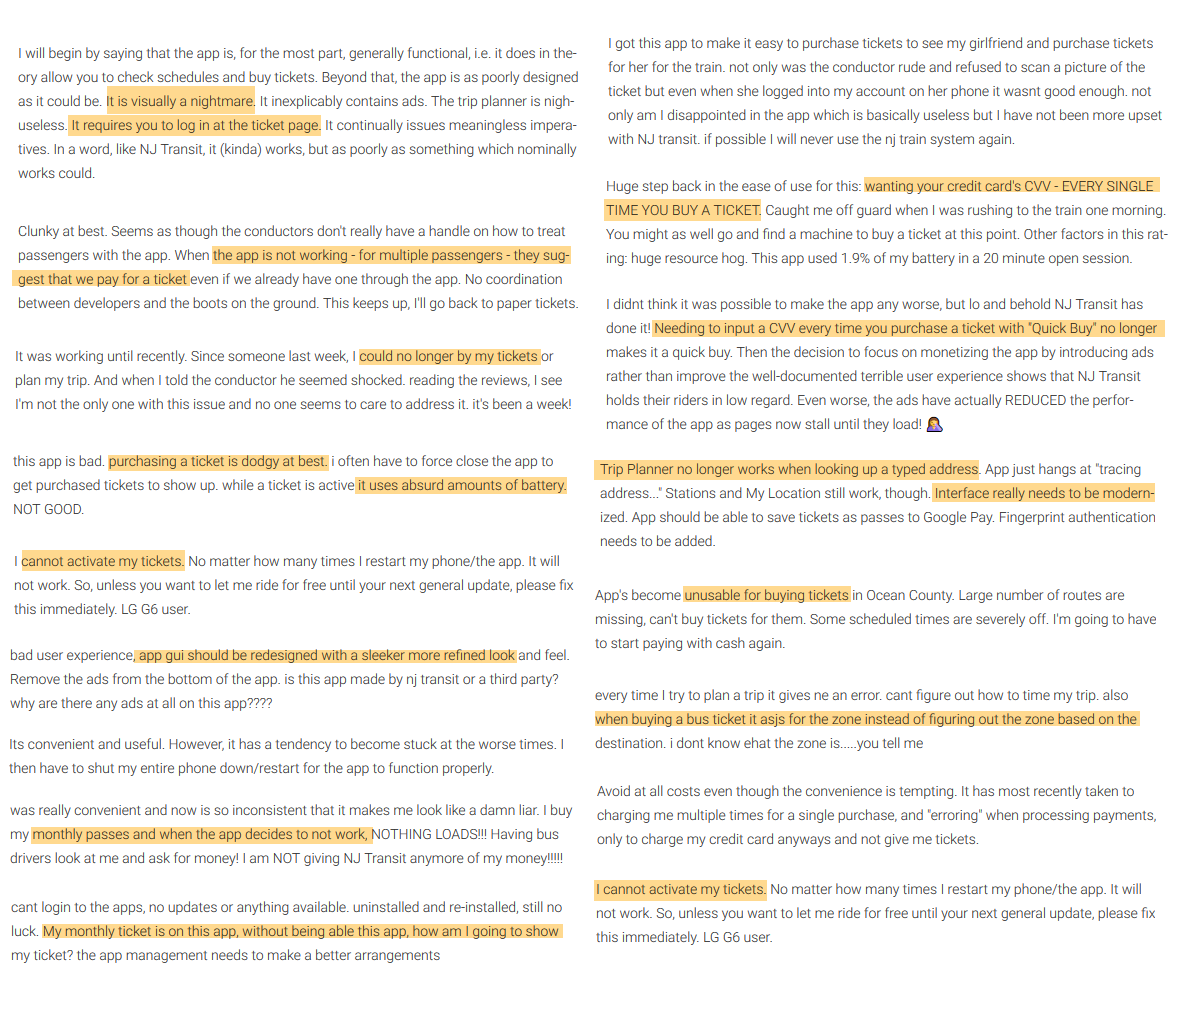 I will begin by saying that the app is, for the most part, generally functional, i.e. it does in the-
ory allow you to check schedules and buy tickets. Beyond that, the app is as poorly designed
as it could be. It is visually a nightmare. It inexplicably contains ads. The trip planner is nigh-
useless. It requires you to log in at the ticket page. It continually issues meaningless impera-
tives. In a word, like NJ Transit, it (kinda) works, but as poorly as something which nominally
works could.
Clunky at best. Seems as though the conductors don't really have a handle on how to treat
passengers with the app. When the app is not working - for multiple passengers - they sug-
gest that we pay for a ticket even if we already have one through the app. No coordination
between developers and the boots on the ground. This keeps up, I'll go back to paper tickets.
It was working until recently. Since someone last week, I could no longer by my tickets or
plan my trip. And when I told the conductor he seemed shocked. reading the reviews, I see
I'm not the only one with this issue and no one seems to care to address it. it's been a week!
this app is bad. purchasing a ticket is dodgy at best. i often have to force close the app to
get purchased tickets to show up. while a ticket is active it uses absurd amounts of battery.
NOT GOOD.
I cannot activate my tickets. No matter how many times I restart my phone/the app. It will
not work. So, unless you want to let me ride for free until your next general update, please fix
this immediately. LG G6 user.
bad user experience, app gui should be redesigned with a sleeker more refined look and feel.
Remove the ads from the bottom of the app. is this app made by nj transit or a third party?
why are there any ads at all on this app????
Its convenient and useful. However, it has a tendency to become stuck at the worse times. I
then have to shut my entire phone down/restart for the app to function properly.
was really convenient and now is so inconsistent that it makes me look like a damn liar. I buy
my monthly passes and when the app decides to not work, NOTHING LOADS!!! Having bus
drivers look at me and ask for money! I am NOT giving NJ Transit anymore of my money!!!!!
cant login to the apps, no updates or anything available. uninstalled and re-installed, still no
luck. My monthly ticket is on this app, without being able this app, how am I going to show
my ticket? the app management needs to make a better arrangements
I got this app to make it easy to purchase tickets to see my girlfriend and purchase tickets
for her for the train. not only was the conductor rude and refused to scan a picture of the
ticket but even when she logged into my account on her phone it wasnt good enough. not
only am I disappointed in the app which is basically useless but I have not been more upset
with NJ transit. if possible I will never use the nj train system again.
Huge step back in the ease of use for this: wanting your credit card's CVV - EVERY SINGLE
TIME YOU BUY A TICKET. Caught me off guard when I was rushing to the train one morning.
You might as well go and find a machine to buy a ticket at this point. Other factors in this rat-
ing: huge resource hog. This app used 1.9% of my battery in a 20 minute open session.
I didnt think it was possible to make the app any worse, but lo and behold NJ Transit has
done it! Needing to input a CVV every time you purchase a ticket with "Quick Buy" no longer
makes it a quick buy. Then the decision to focus on monetizing the app by introducing ads
rather than improve the well-documented terrible user experience shows that NJ Transit
holds their riders in low regard. Even worse, the ads have actually REDUCED the perfor-
mance of the app as pages now stall until they load! 🤦‍♀️
Trip Planner no longer works when looking up a typed address. App just hangs at "tracing
address..." Stations and My Location still work, though. Interface really needs to be modern-
ized. App should be able to save tickets as passes to Google Pay. Fingerprint authentication
needs to be added.
App's become unusable for buying tickets in Ocean County. Large number of routes are
missing, can't buy tickets for them. Some scheduled times are severely off. I'm going to have
to start paying with cash again.
every time I try to plan a trip it gives ne an error. cant figure out how to time my trip. also
when buying a bus ticket it asjs for the zone instead of figuring out the zone based on the
destination. i dont know ehat the zone is.....you tell me
Avoid at all costs even though the convenience is tempting. It has most recently taken to
charging me multiple times for a single purchase, and "erroring" when processing payments,
only to charge my credit card anyways and not give me tickets.
I cannot activate my tickets. No matter how many times I restart my phone/the app. It will
not work. So, unless you want to let me ride for free until your next general update, please fix
this immediately. LG G6 user.